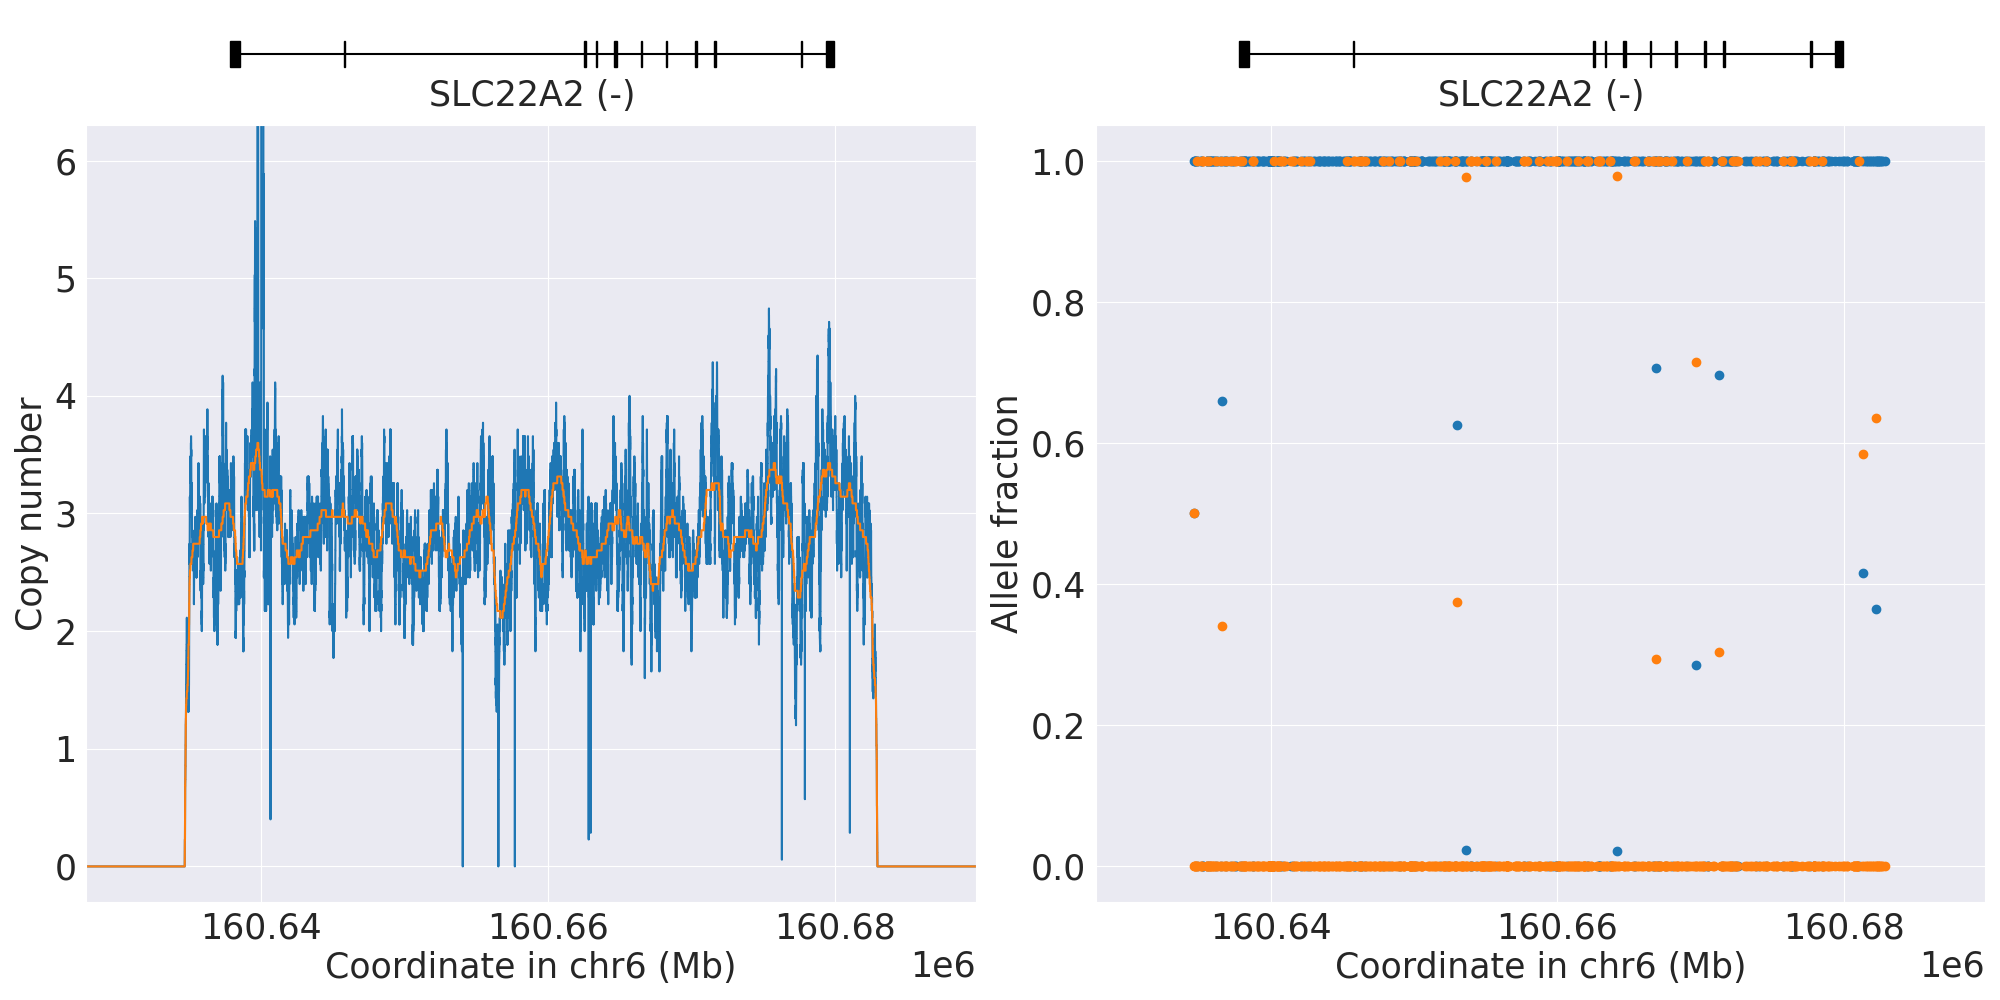 SLC22A2 (-)
6
5
4
3
2
1
0
Copy number
160.64
160.66
160.68
Coordinate in chr6 (Mb)
1e6
SLC22A2 (-)
1.0
0.8
0.6
0.4
0.2
0.0
Allele fraction
160.64
160.66
160.68
Coordinate in chr6 (Mb)
1e6